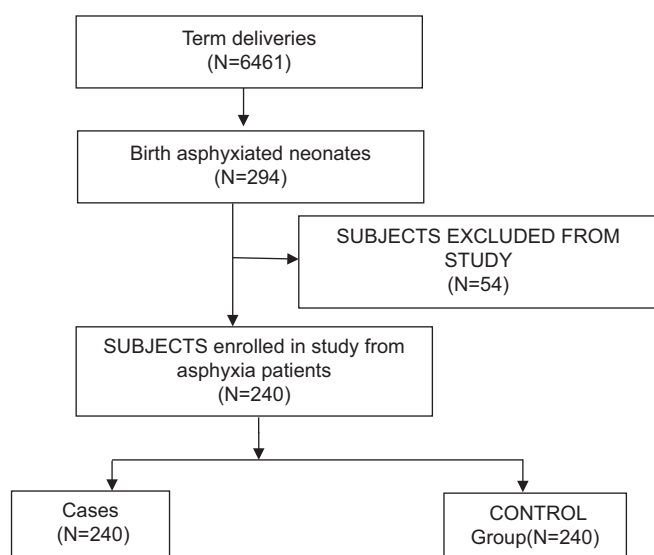 Term deliveries
(N=6461)
Birth asphyxiated neonates
(N=294)
SUBJECTS EXCLUDED FROM
STUDY
(N=54)
SUBJECTS enrolled in study from
asphyxia patients
(N=240)
Cases
(N=240)
CONTROL
Group(N=240)